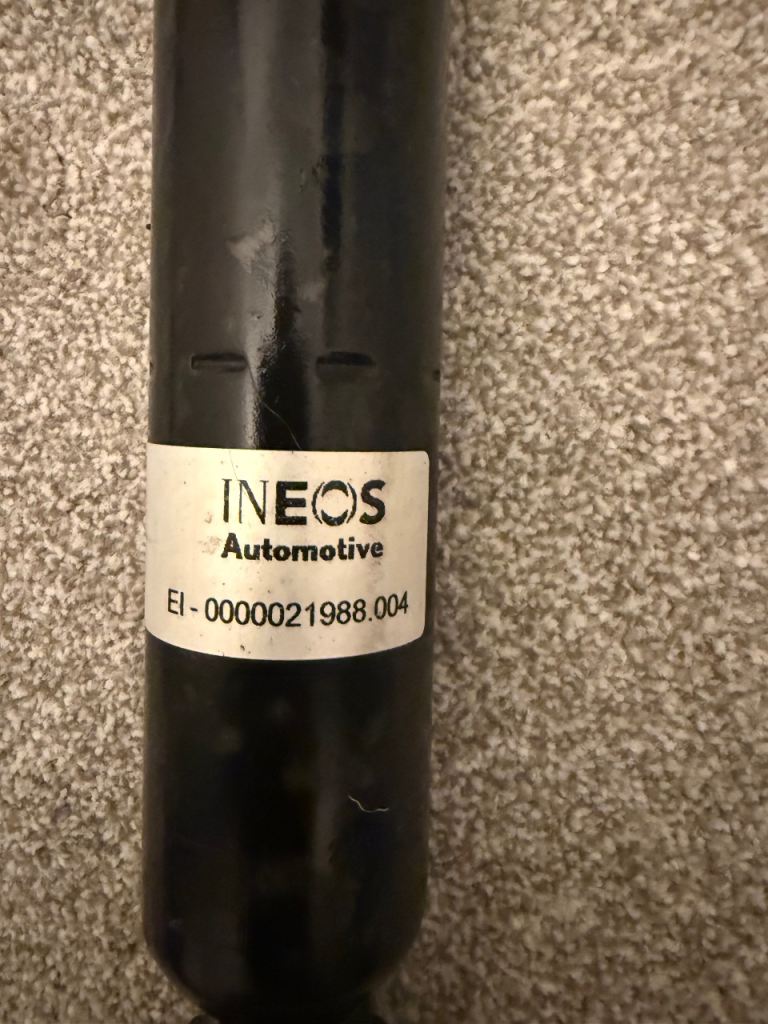 INEOS
Automotive
EI - 0000021988.004